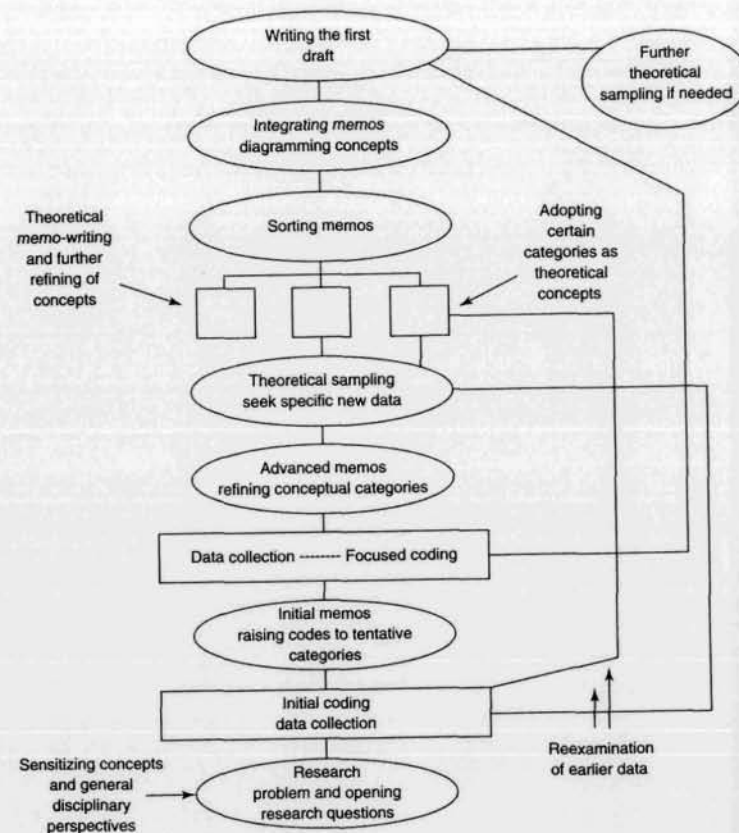 Writing the first
draft
Further
theoretical
sampling if needed
Integrating memos
diagramming concepts
Theoretical
memo-writing
and further
refining of
concepts
Sorting memos
Adopting
certain
categories as
theoretical
concepts
Theoretical sampling
seek specific new data
Advanced memos
refining conceptual categories
Data collection -------- Focused coding
Initial memos
raising codes to tentative
categories
Initial coding
data collection
Reexamination
of earlier data
Sensitizing concepts
and general
disciplinary
perspectives
Research
problem and opening
research questions